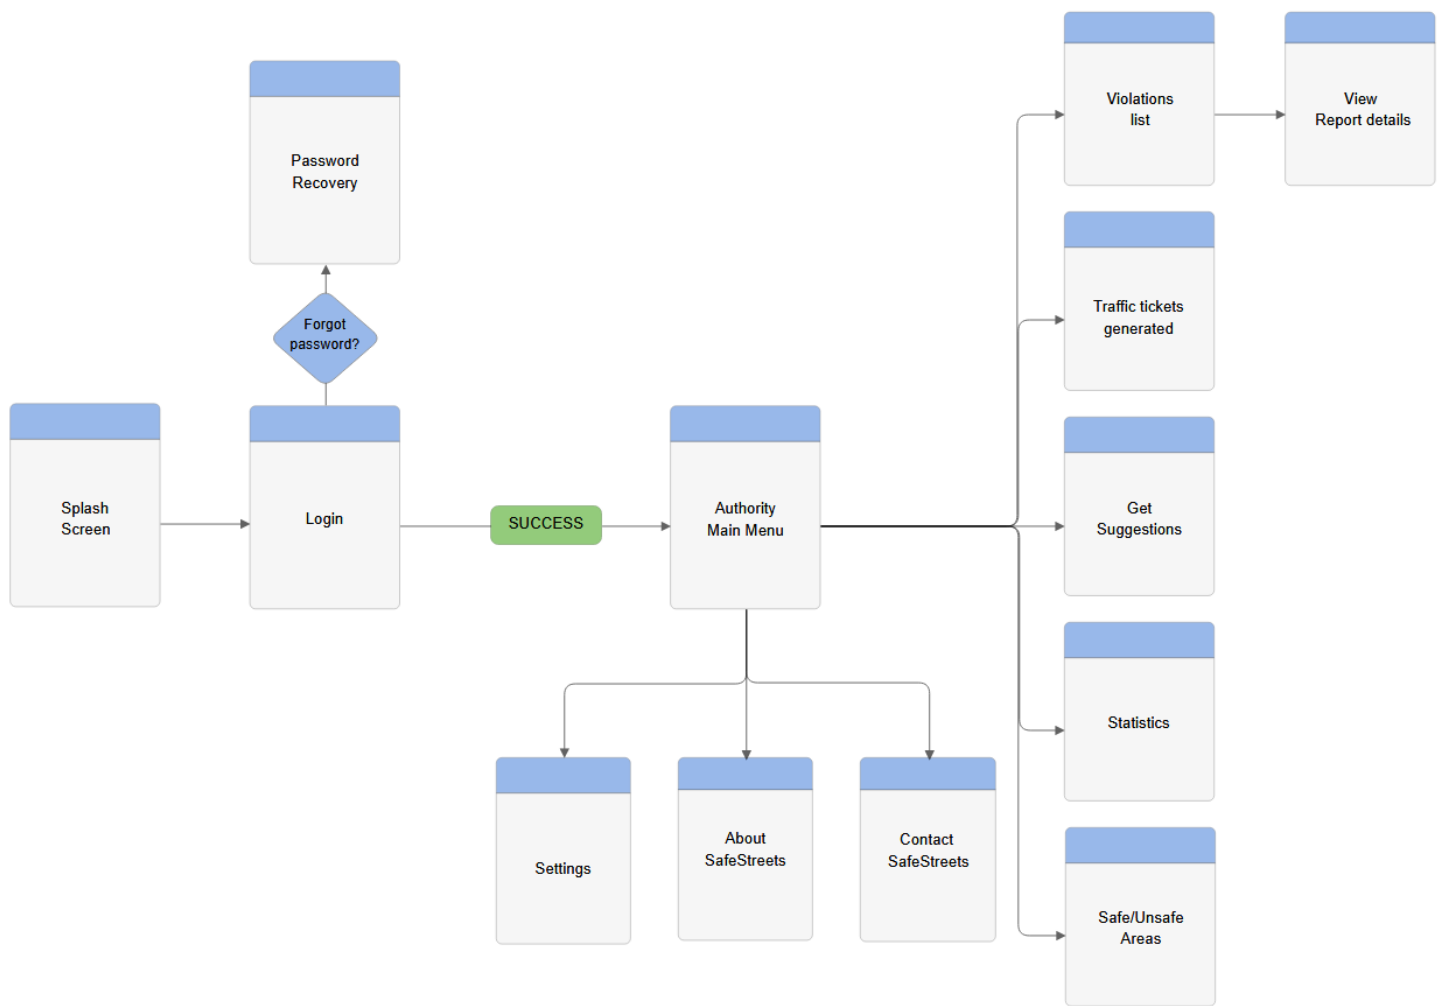 Violations
list
View
Report details
Password
Recovery
Traffic tickets
generated
Forgot
password?
Splash
Screen
Login
SUCCESS
Authority
Main Menu
Get
Suggestions
Statistics
Settings
About
SafeStreets
Contact
SafeStreets
Safe/Unsafe
Areas